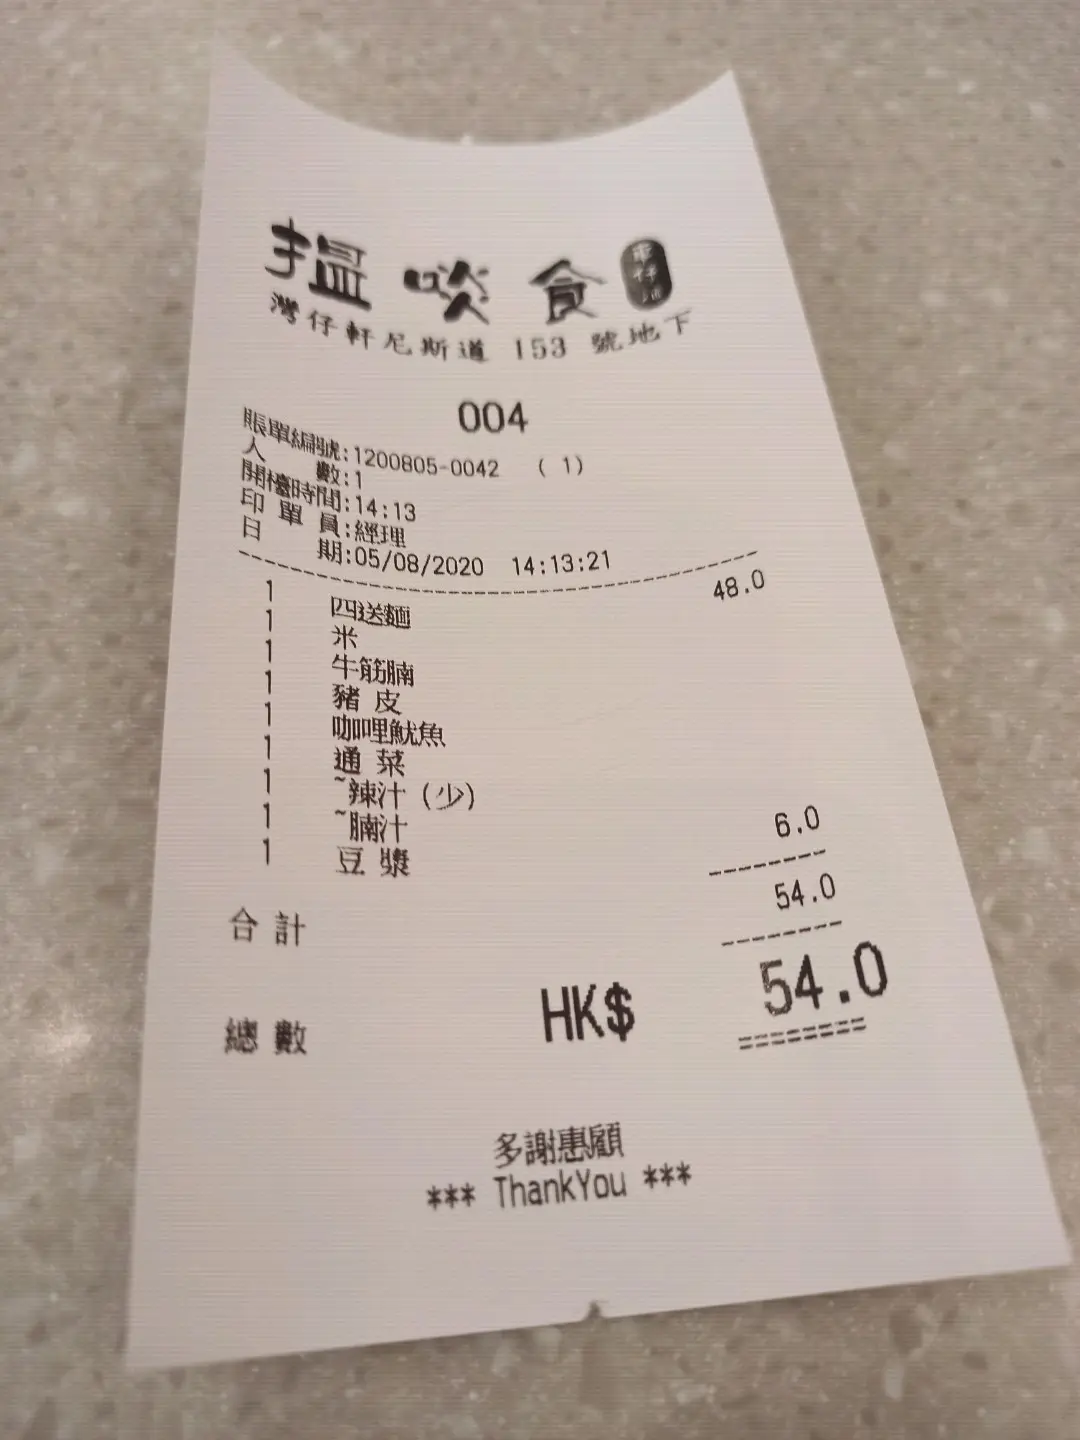 搵啖食 車仔麵
灣仔軒尼斯道 153 號地下
004
賬單編號:1200805-0042 ( 1)
人 數:1
開檯時間:14:13
印 單 員:經理
日 期:05/08/2020 14:13:21
1 四送麵 48.0
1 米
1 牛筋腩
1 豬 皮
1 咖哩魷魚
1 通 菜
1 ~辣汁 (少)
1 ~腩汁
1 豆 漿 6.0
合 計 54.0
總 數 HK$ 54.0
多謝惠顧
*** ThankYou ***